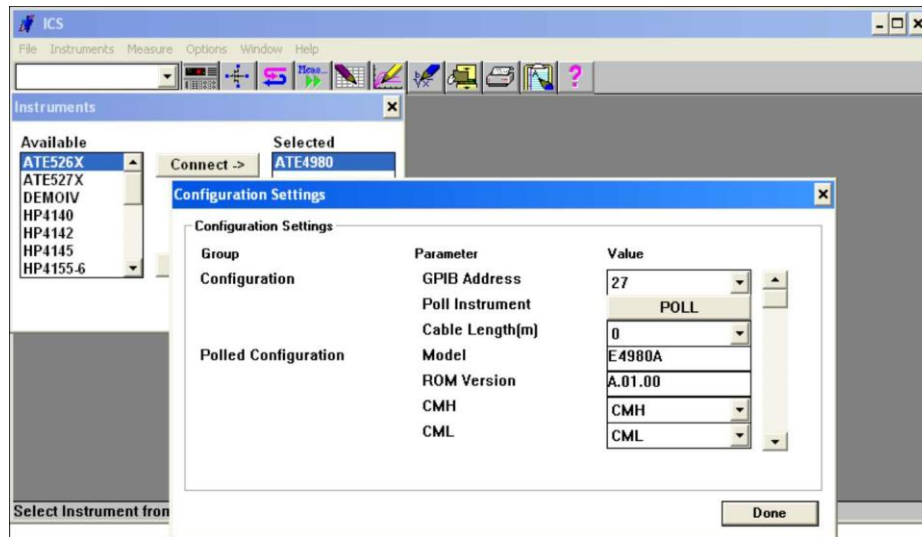 ICS
File Instruments Measure Options Window Help
Meas...
Instruments
Available Selected
ATE526X Connect -> ATE4980
ATE527X
DEMOIV
HP4140
HP4142
HP4145
HP4155-6
Configuration Settings
Configuration Settings
Group Parameter Value
Configuration GPIB Address 27
Poll Instrument POLL
Cable Length(m) 0
Polled Configuration Model E4980A
ROM Version A.01.00
CMH CMH
CML CML
Select Instrument from
Done